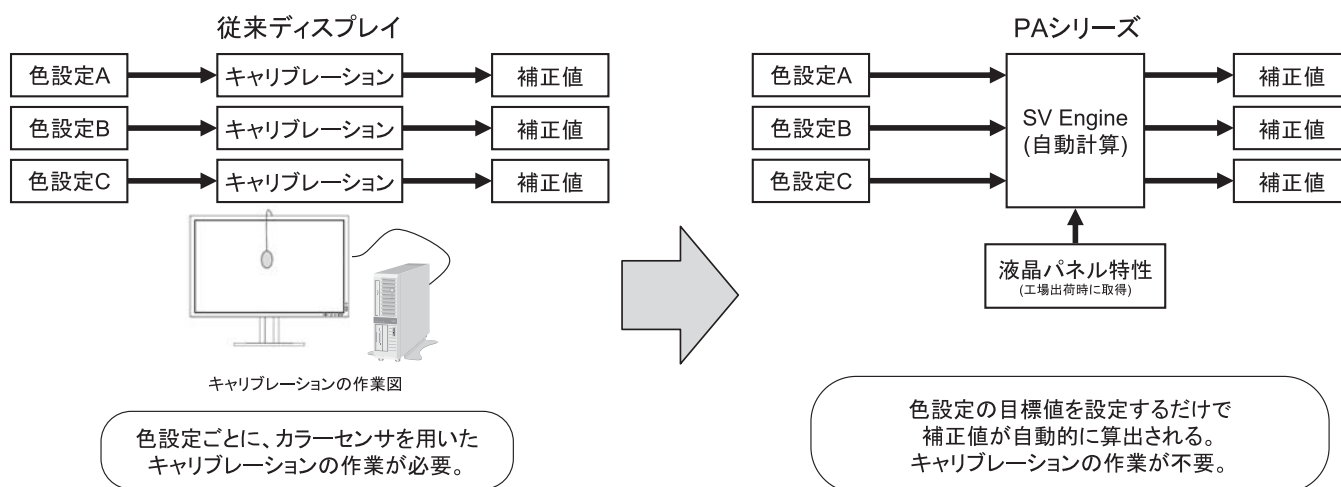 従来ディスプレイ
色設定A
キャリブレーション
補正値
色設定B
キャリブレーション
補正値
色設定C
キャリブレーション
補正値
キャリブレーションの作業図
色設定ごとに、カラーセンサを用いた
キャリブレーションの作業が必要。
PAシリーズ
色設定A
色設定B
色設定C
SV Engine
(自動計算)
補正値
補正値
補正値
液晶パネル特性
(工場出荷時に取得)
色設定の目標値を設定するだけで
補正値が自動的に算出される。
キャリブレーションの作業が不要。